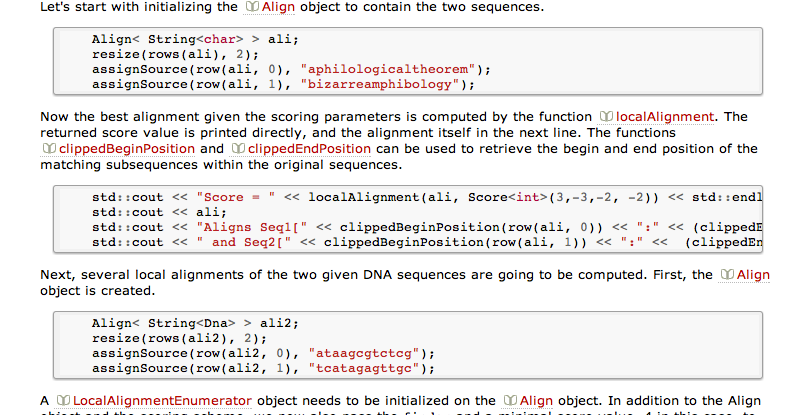 Let's start with initializing the Align object to contain the two sequences.
Align< String<char> > ali;
resize(rows(ali), 2);
assignSource(row(ali, 0), "aphilologicaltheorem");
assignSource(row(ali, 1), "bizarreamphibology");
Now the best alignment given the scoring parameters is computed by the function localAlignment. The
returned score value is printed directly, and the alignment itself in the next line. The functions
clippedBeginPosition and clippedEndPosition can be used to retrieve the begin and end position of the
matching subsequences within the original sequences.
std::cout << "Score = " << localAlignment(ali, Score<int>(3,-3,-2, -2)) << std::endl
std::cout << ali;
std::cout << "Aligns Seq1[" << clippedBeginPosition(row(ali, 0)) << ":" << (clippedE
std::cout << " and Seq2[" << clippedBeginPosition(row(ali, 1)) << ":" <<  (clippedEn
Next, several local alignments of the two given DNA sequences are going to be computed. First, the Align
object is created.
Align< String<Dna> > ali2;
resize(rows(ali2), 2);
assignSource(row(ali2, 0), "ataagcgtctcg");
assignSource(row(ali2, 1), "tcatagagttgc");
A LocalAlignmentEnumerator object needs to be initialized on the Align object. In addition to the Align